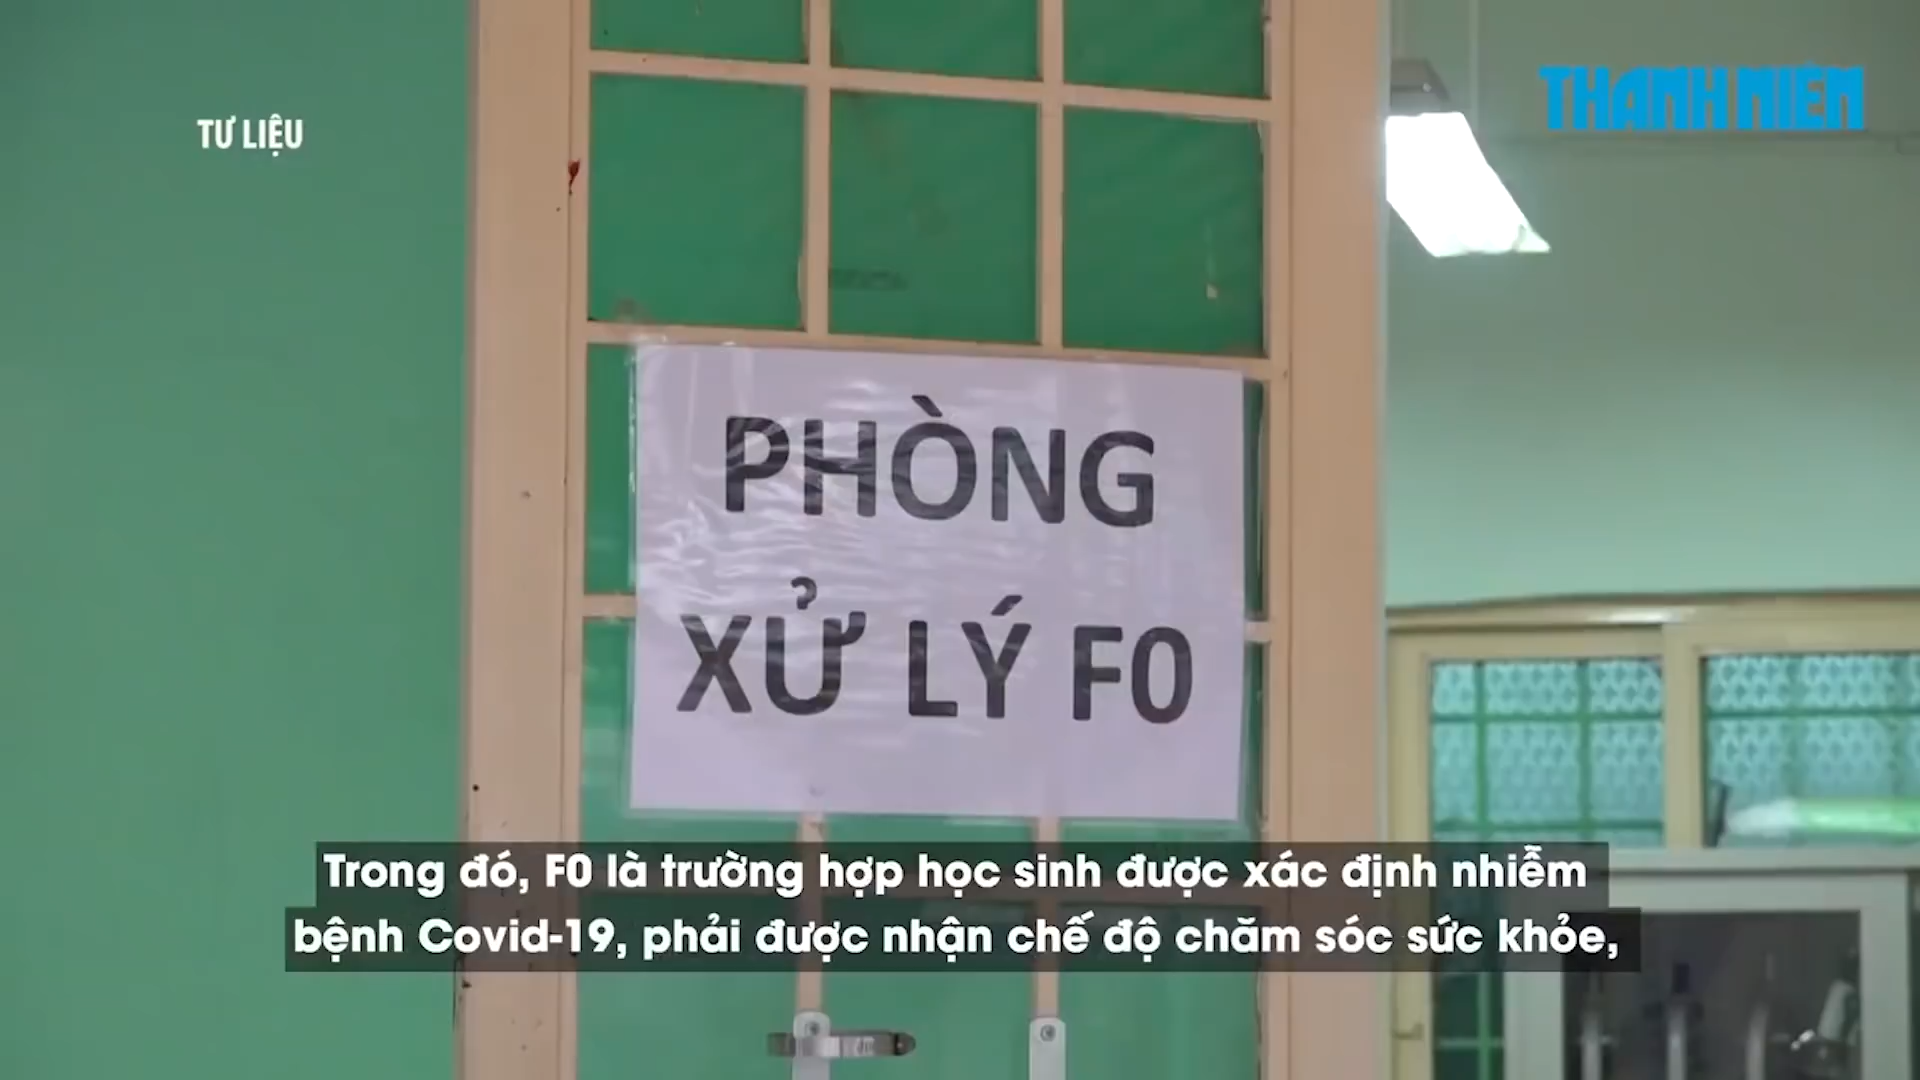 TƯ LIỆU
THANH NIÊN
PHÒNG
XỬ LÝ F0
Trong đó, F0 là trường hợp học sinh được xác định nhiễm
bệnh Covid-19, phải được nhận chế độ chăm sóc sức khỏe,